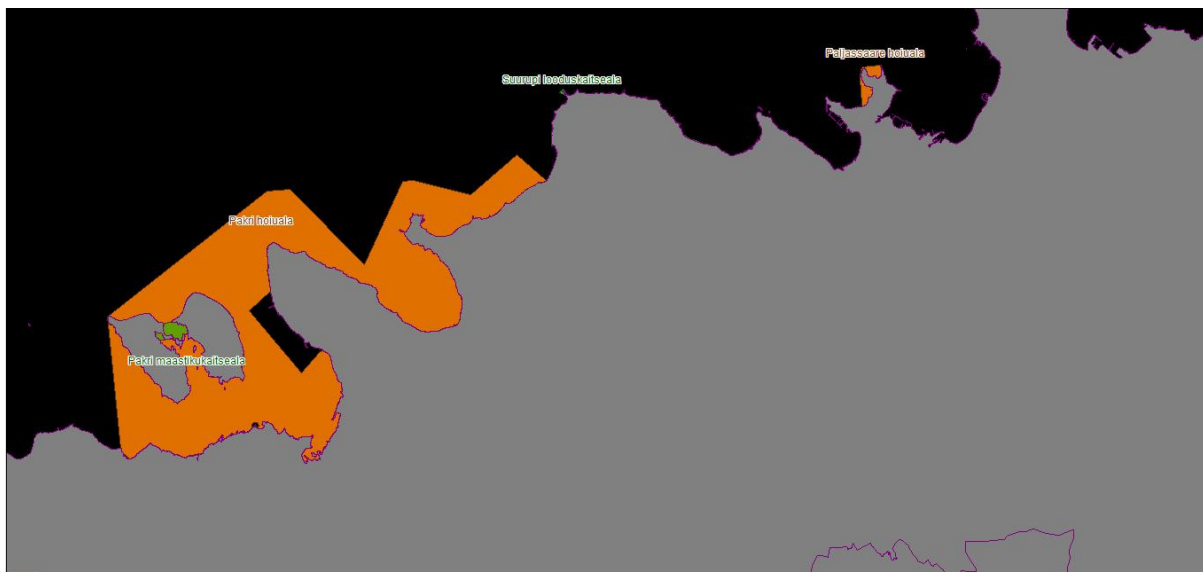 Paljassaare hoiuala
Suurupi looduskaitseala
Pakri hoiuala
Pakri maastikukaitseala